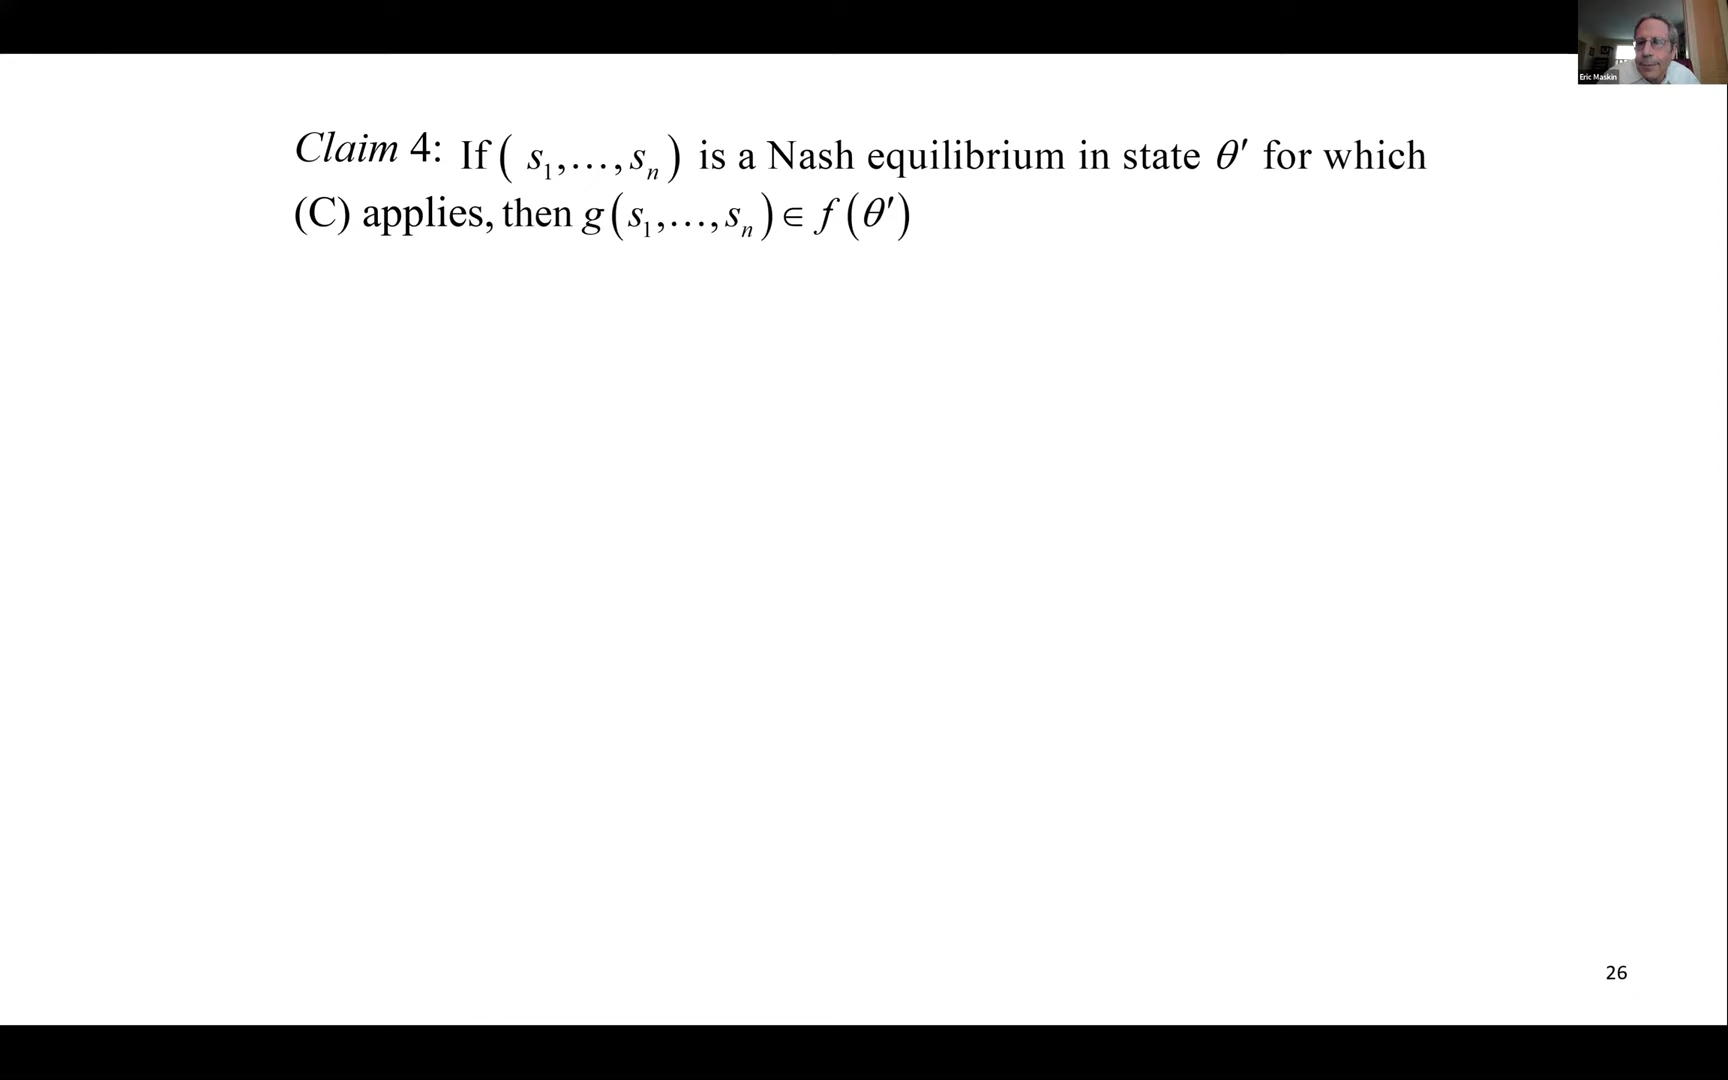 Eric Maskin
Claim 4: If ( s₁,…,sₙ ) is a Nash equilibrium in state θ′ for which
(C) applies, then g(s₁,…,sₙ) ∈ f(θ′)
26